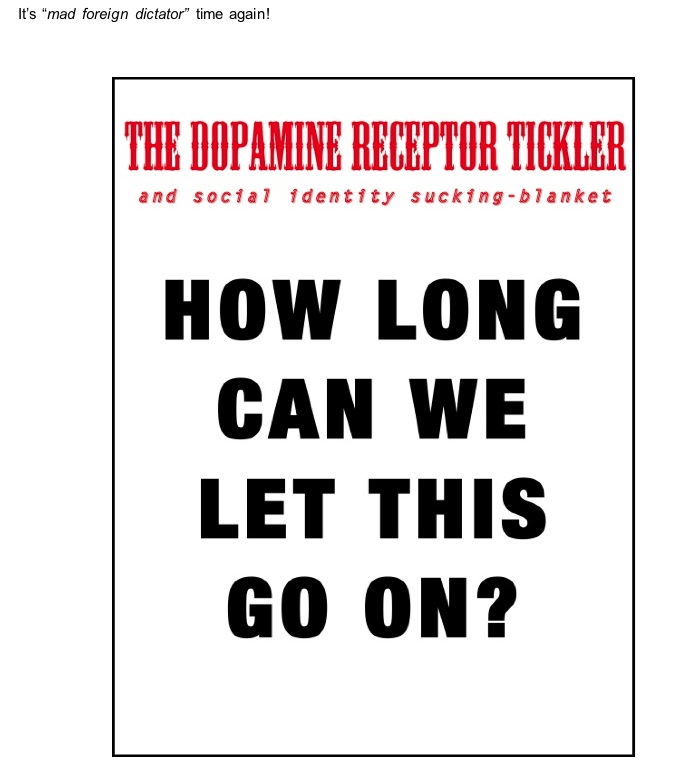 It's “mad foreign dictator” time again!
THE DOPAMINE RECEPTOR TICKLER
and social identity sucking-blanket
HOW LONG
CAN WE
LET THIS
GO ON?